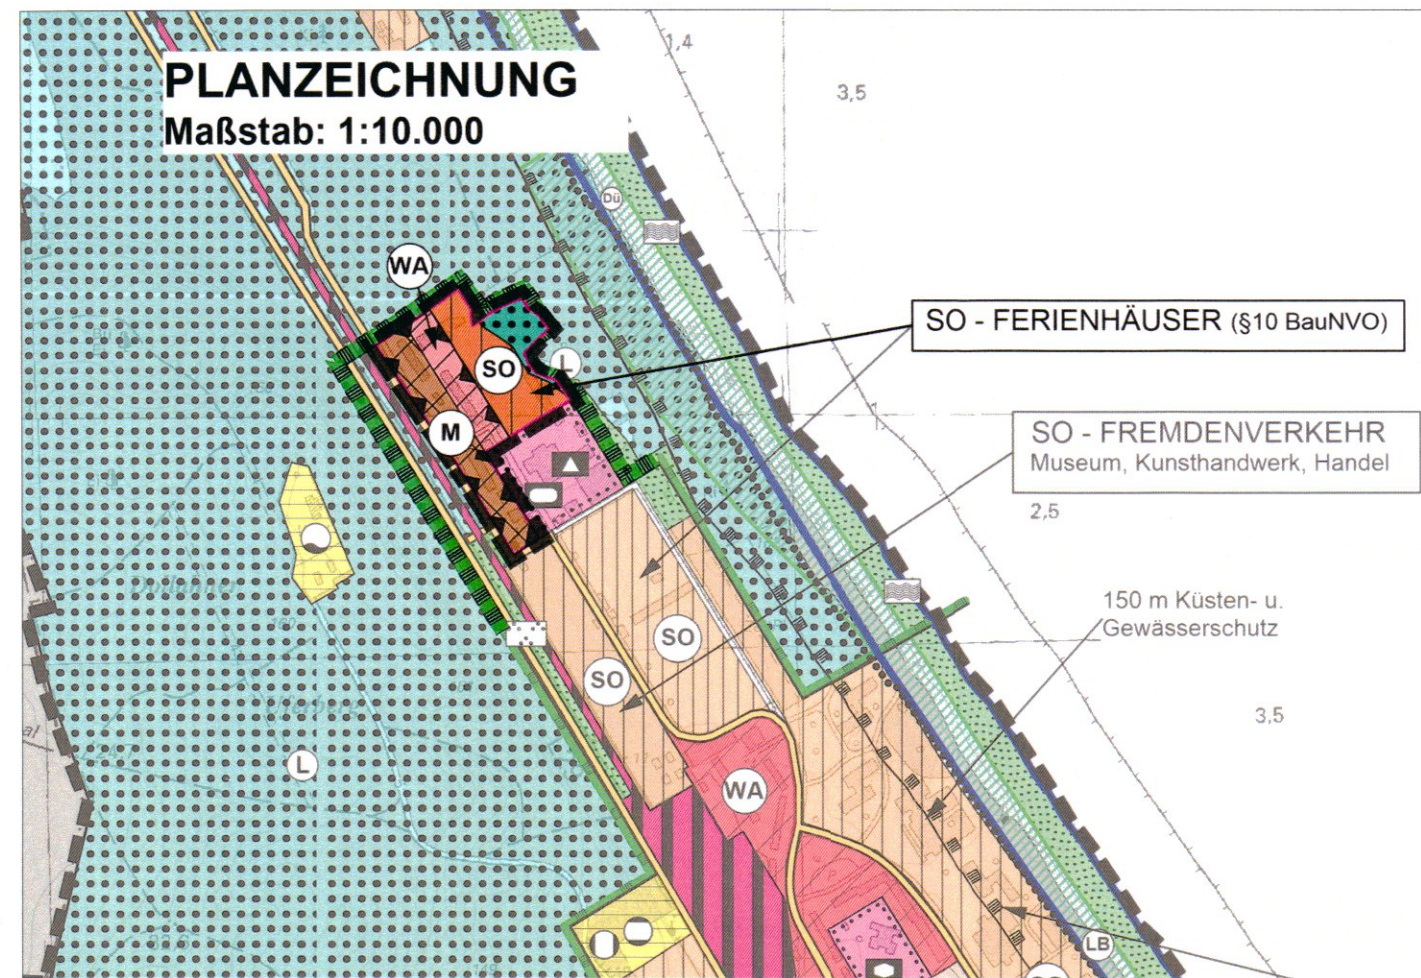 PLANZEICHNUNG
Maßstab: 1:10.000
1,4
3,5
Dü
WA
SO - FERIENHÄUSER (§10 BauNVO)
SO
L
M
SO - FREMDENVERKEHR
Museum, Kunsthandwerk, Handel
2,5
150 m Küsten- u.
Gewässerschutz
SO
SO
3,5
L
WA
LB